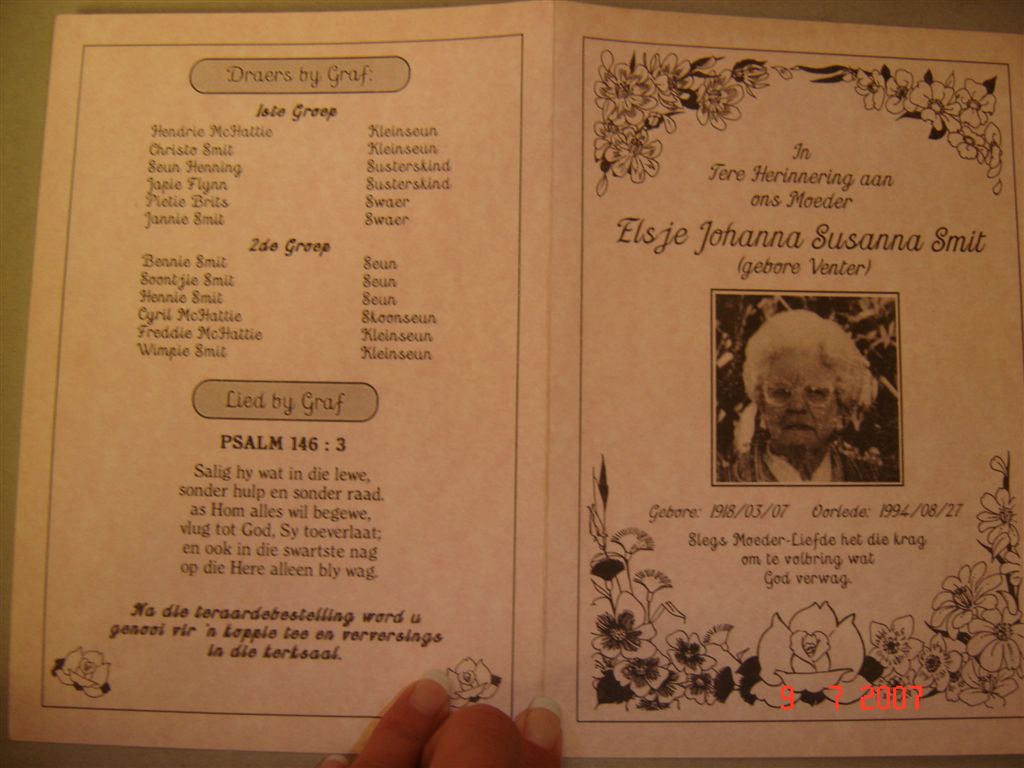 Draers by Graf:
1ste Groep
Hendrie McHattie Kleinseun
Christo Smit Kleinseun
Seun Henning Susterskind
Japie Flynn Susterskind
Pietie Brits Swaer
Jannie Smit Swaer
2de Groep
Bennie Smit Seun
Soontjie Smit Seun
Hennie Smit Seun
Cyril McHattie Skoonseun
Freddie McHattie Kleinseun
Wimpie Smit Kleinseun
Lied by Graf
PSALM 146 : 3
Salig hy wat in die lewe,
sonder hulp en sonder raad.
as Hom alles wil begewe,
vlug tot God, Sy toeverlaat;
en ook in die swartste nag
op die Here alleen bly wag.
Na die teraardebestelling word u
genooi vir 'n koppie tee en verversings
in die kerksaal.
In
Tere Herinnering aan
ons Moeder
Elsje Johanna Susanna Smit
(gebore Venter)
Gebore: 1918/03/07 Oorlede: 1994/08/27
Slegs Moeder-Liefde het die krag
om te volbring wat
God verwag.
9 7 2007